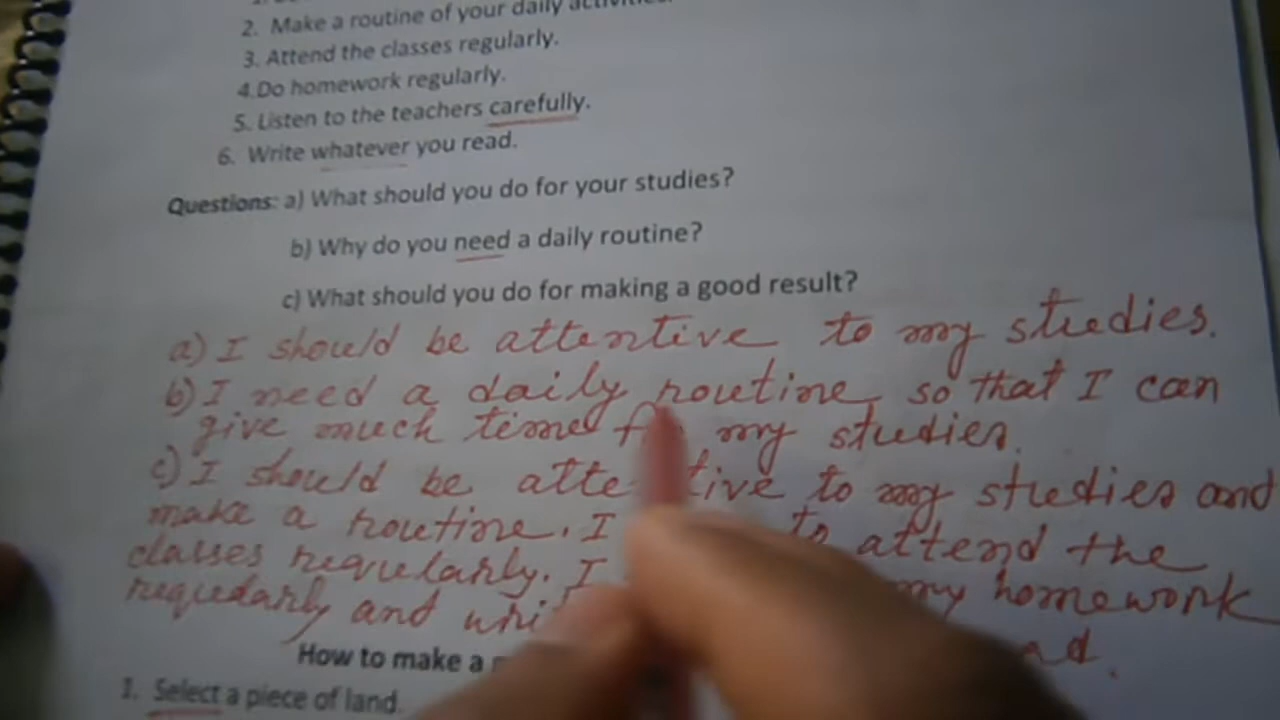 2. Make a routine of your daily
3. Attend the classes regularly.
4.Do homework regularly.
5. Listen to the teachers carefully.
6. Write whatever you read.
Questions: a) What should you do for your studies?
b) Why do you need a daily routine?
c) What should you do for making a good result?
a) I should be attentive to my studies.
b) I need a daily routine so that I can
give much time my studies.
c) I should be attentive to my studies and
make a routine. I to attend the
classes regularly. I my homework
regularly and
How to make a
1. Select a piece of land.